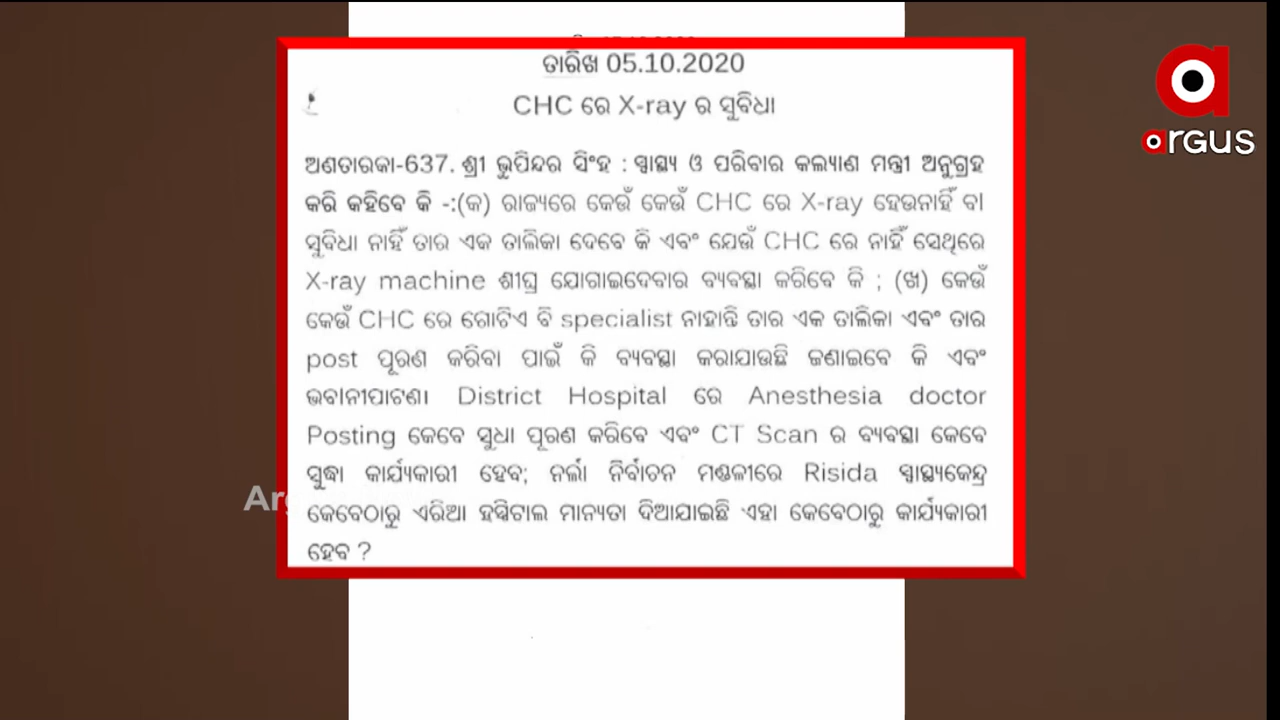 ତାରିଖ 05.10.2020
CHC ରେ X-ray ର ସୁବିଧା
ଅଣତାରକା-637. ଶ୍ରୀ ଭୁପିନ୍ଦର ସିଂହ : ସ୍ୱାସ୍ଥ୍ୟ ଓ ପରିବାର କଲ୍ୟାଣ ମନ୍ତ୍ରୀ ଅନୁଗ୍ରହ
କରି କହିବେ କି -:(କ) ରାଜ୍ୟରେ କେଉଁ କେଉଁ CHC ରେ X-ray ହେଉନାହିଁ ବା
ସୁବିଧା ନାହିଁ ତାର ଏକ ତାଲିକା ଦେବେ କି ଏବଂ ଯେଉଁ CHC ରେ ନାହିଁ ସେଥିରେ
X-ray machine ଶୀଘ୍ର ଯୋଗାଇଦେବାର ବ୍ୟବସ୍ଥା କରିବେ କି ; (ଖ) କେଉଁ
କେଉଁ CHC ରେ ଗୋଟିଏ ବି specialist ନାହାନ୍ତି ତାର ଏକ ତାଲିକା ଏବଂ ତାର
post ପୂରଣ କରିବା ପାଇଁ କି ବ୍ୟବସ୍ଥା କରାଯାଉଛି ଜଣାଇବେ କି ଏବଂ
ଭବାନୀପାଟଣା District Hospital ରେ Anesthesia doctor
Posting କେବେ ସୁଧା ପୂରଣ କରିବେ ଏବଂ CT Scan ର ବ୍ୟବସ୍ଥା କେବେ
ସୁଦ୍ଧା କାର୍ଯ୍ୟକାରୀ ହେବ; ନର୍ଲା ନିର୍ବାଚନ ମଣ୍ଡଳୀରେ Risida ସ୍ୱାସ୍ଥ୍ୟକେନ୍ଦ୍ର
କେବେଠାରୁ ଏରିଆ ହସ୍ପିଟାଲ ମାନ୍ୟତା ଦିଆଯାଇଛି ଏହା କେବେଠାରୁ କାର୍ଯ୍ୟକାରୀ
ହେବ ?
argus